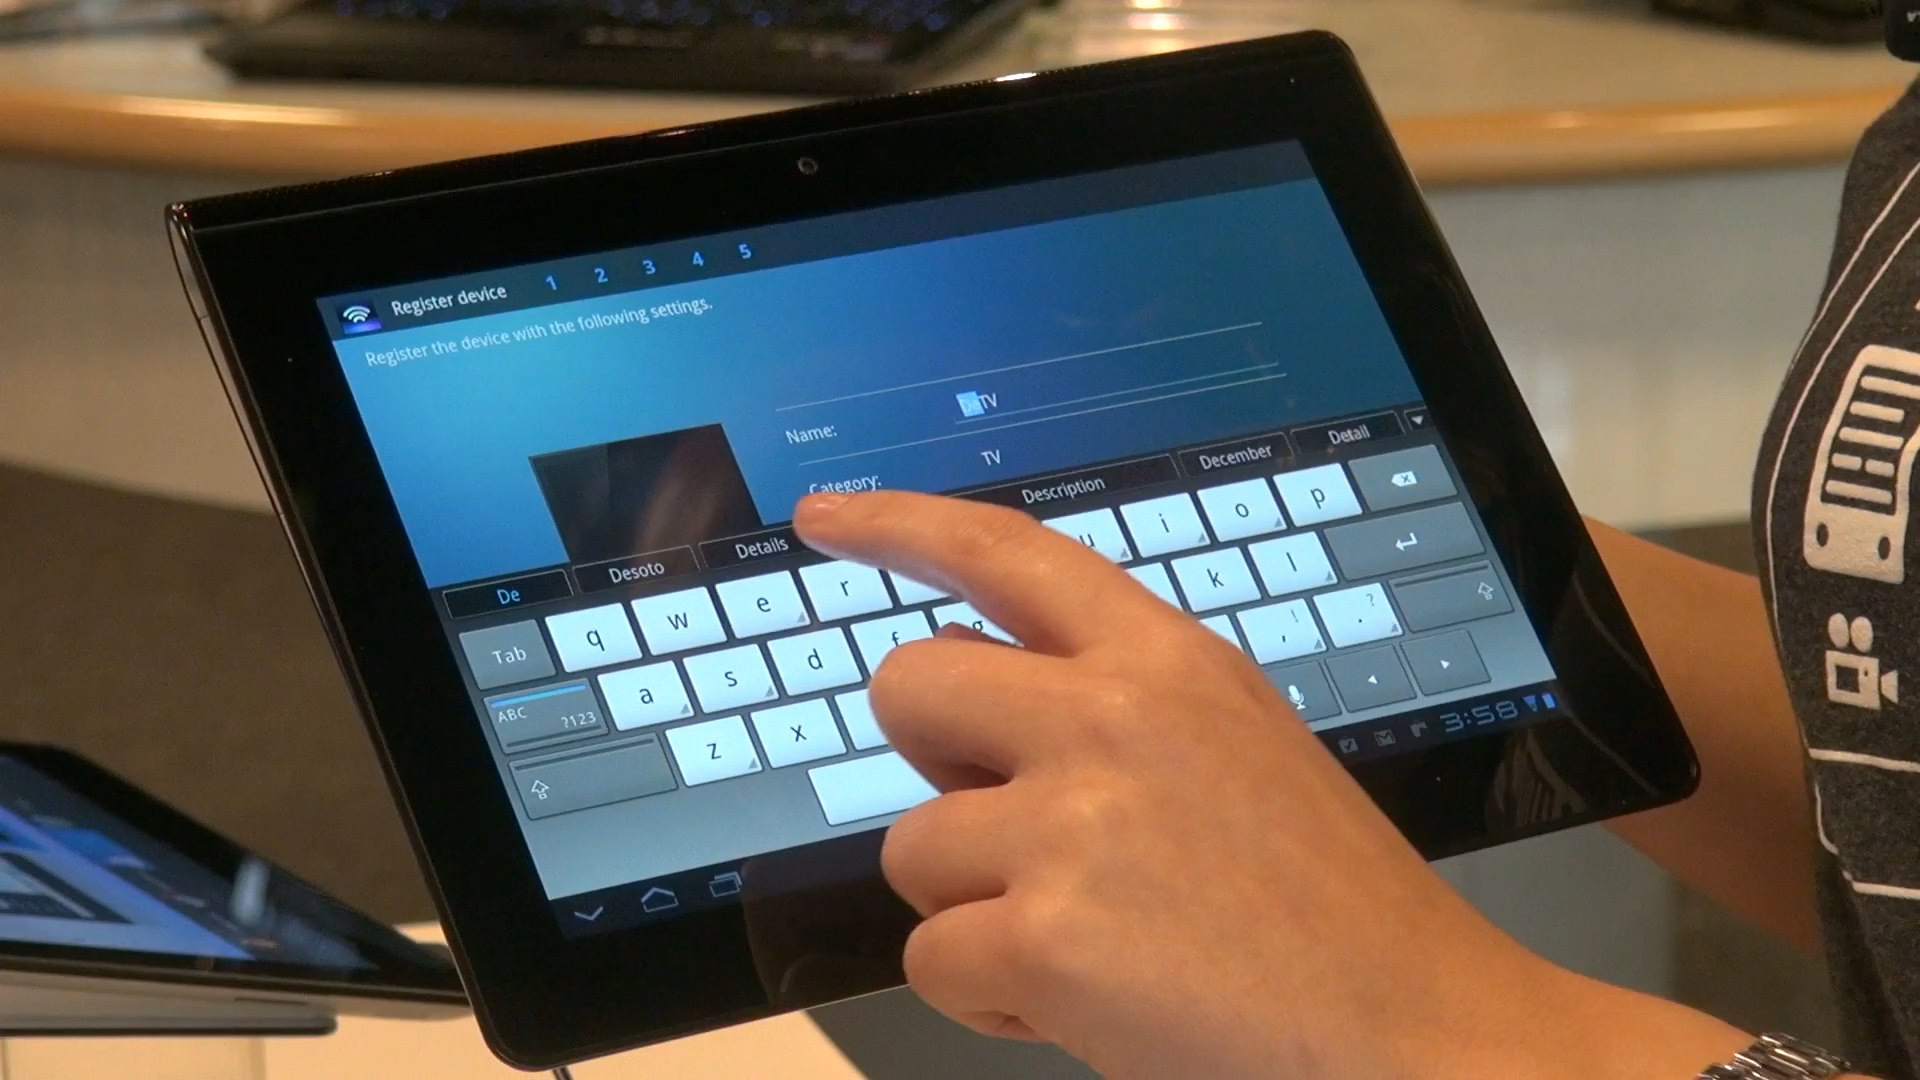 Register device 1 2 3 4 5
Register the device with the following settings.
Name: DeTV
Category: TV
De Desoto Details Description December Detail
Tab q w e r u i o p
ABC ?123 a s d f g k l
z x , ! . ?
3:58